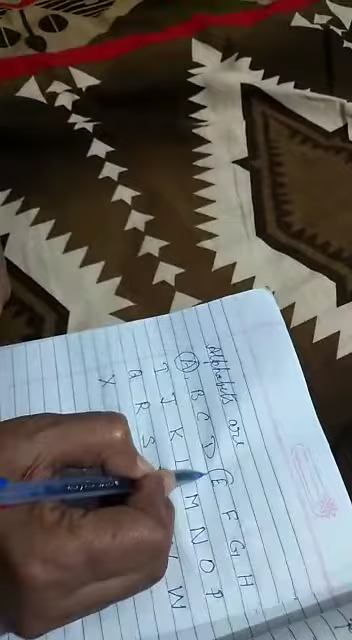 Alphabets are
A, B C D E F G H
I J K L M N O P
Q R S V W
X